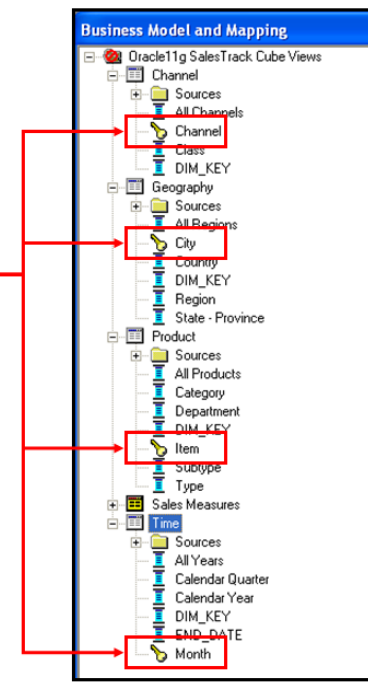 Business Model and Mapping
Oracle11g SalesTrack Cube Views
Channel
Sources
All Channels
Channel
Class
DIM_KEY
Geography
Sources
All Regions
City
Country
DIM_KEY
Region
State - Province
Product
Sources
All Products
Category
Department
DIM_KEY
Item
Subtype
Type
Sales Measures
Time
Sources
All Years
Calendar Quarter
Calendar Year
DIM_KEY
END_DATE
Month